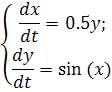 dx/dt = 0.5y;
dy/dt = sin (x)